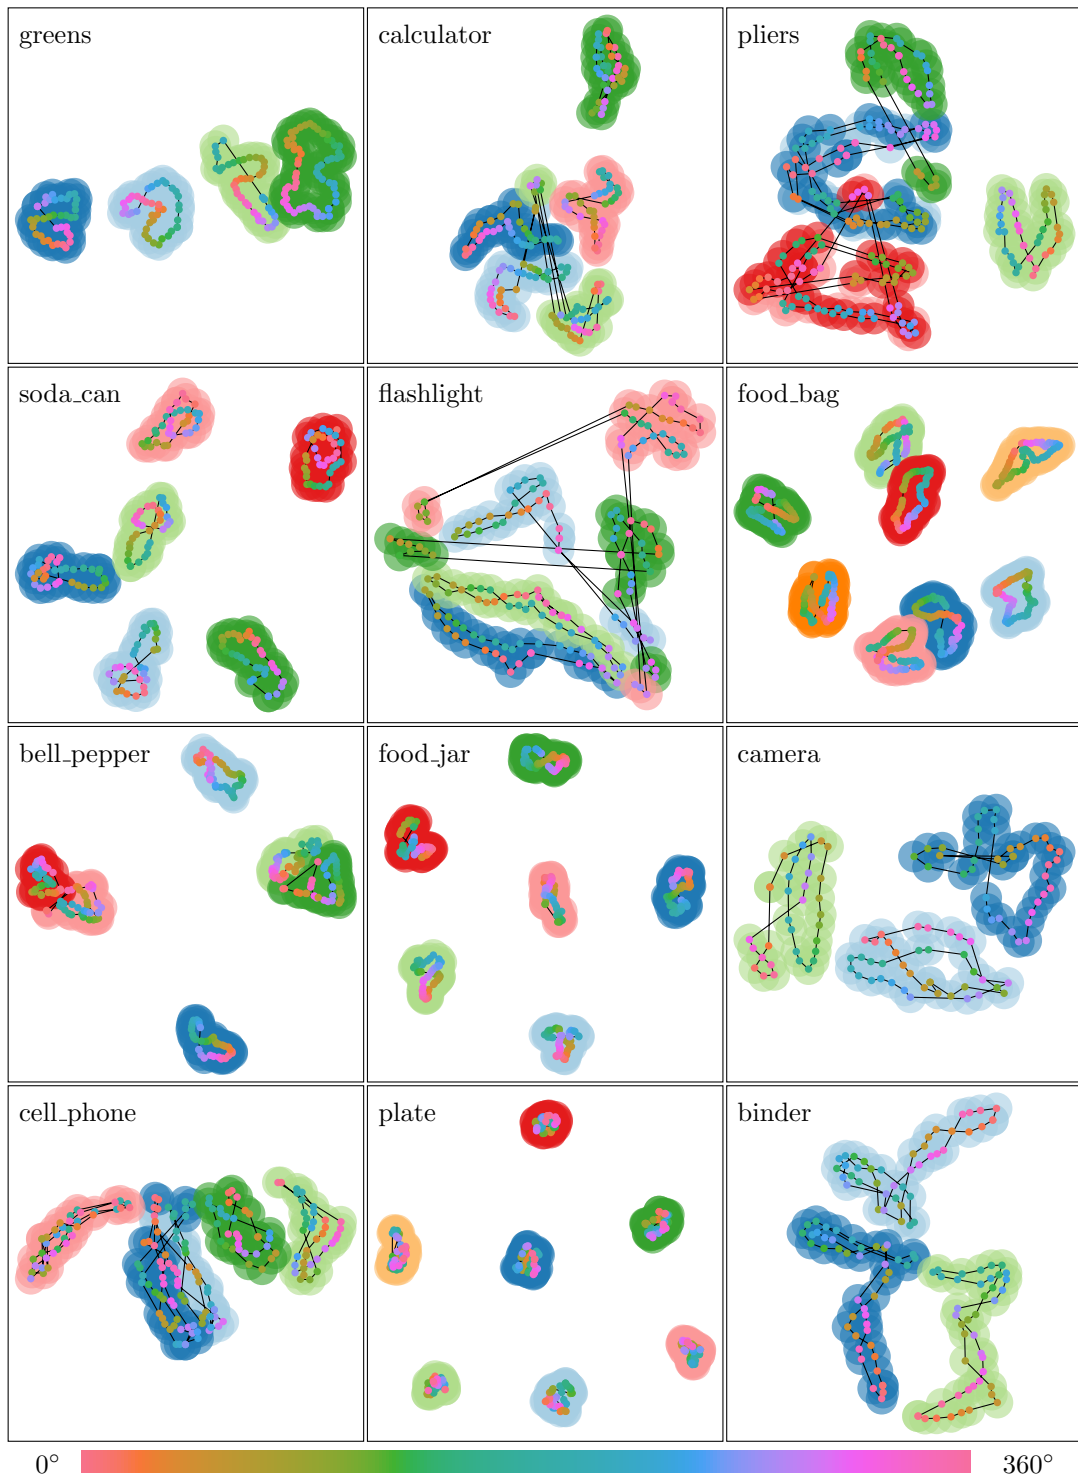 greens
calculator
pliers
soda_can
flashlight
food_bag
bell_pepper
food_jar
camera
cell_phone
plate
binder
0°
360°